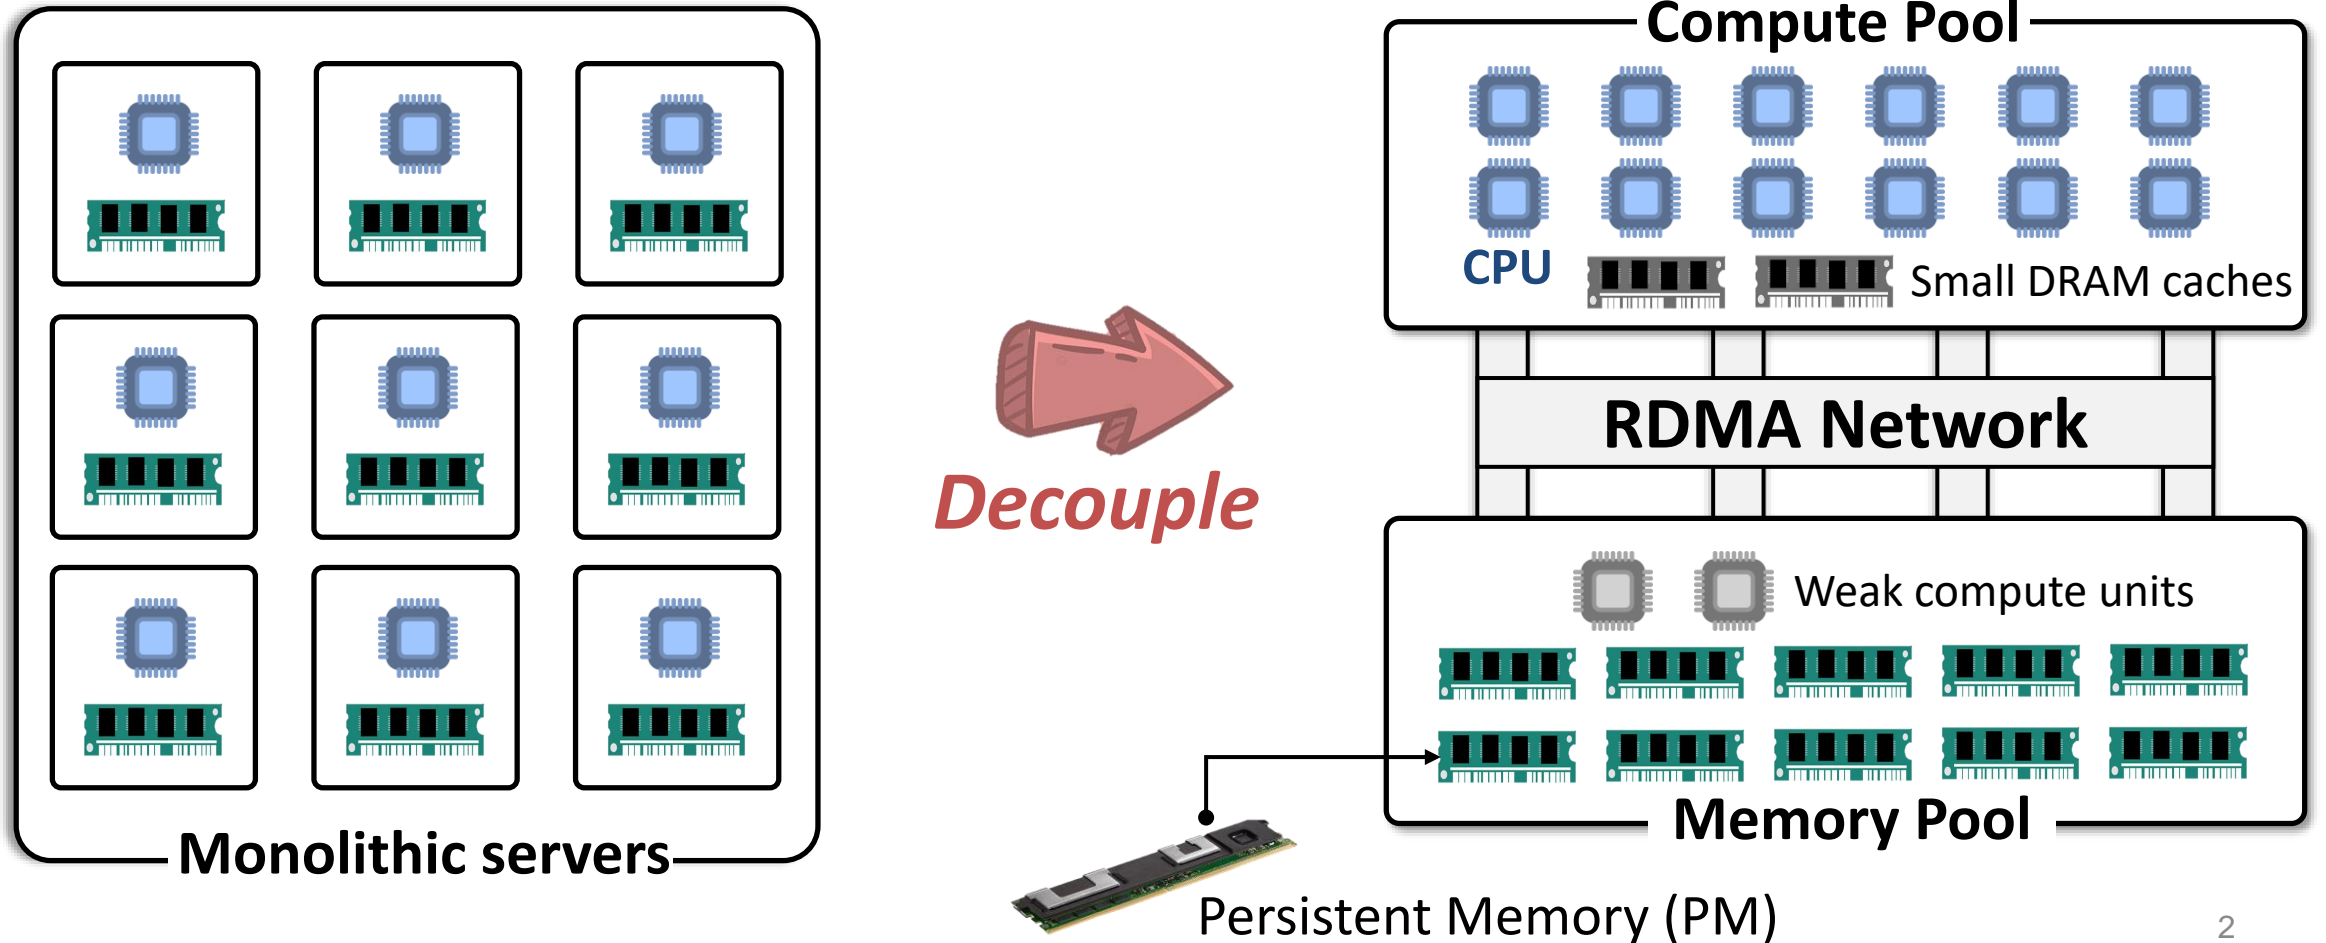 Monolithic servers
Decouple
Compute Pool
CPU
Small DRAM caches
RDMA Network
Weak compute units
Memory Pool
Persistent Memory (PM)
2